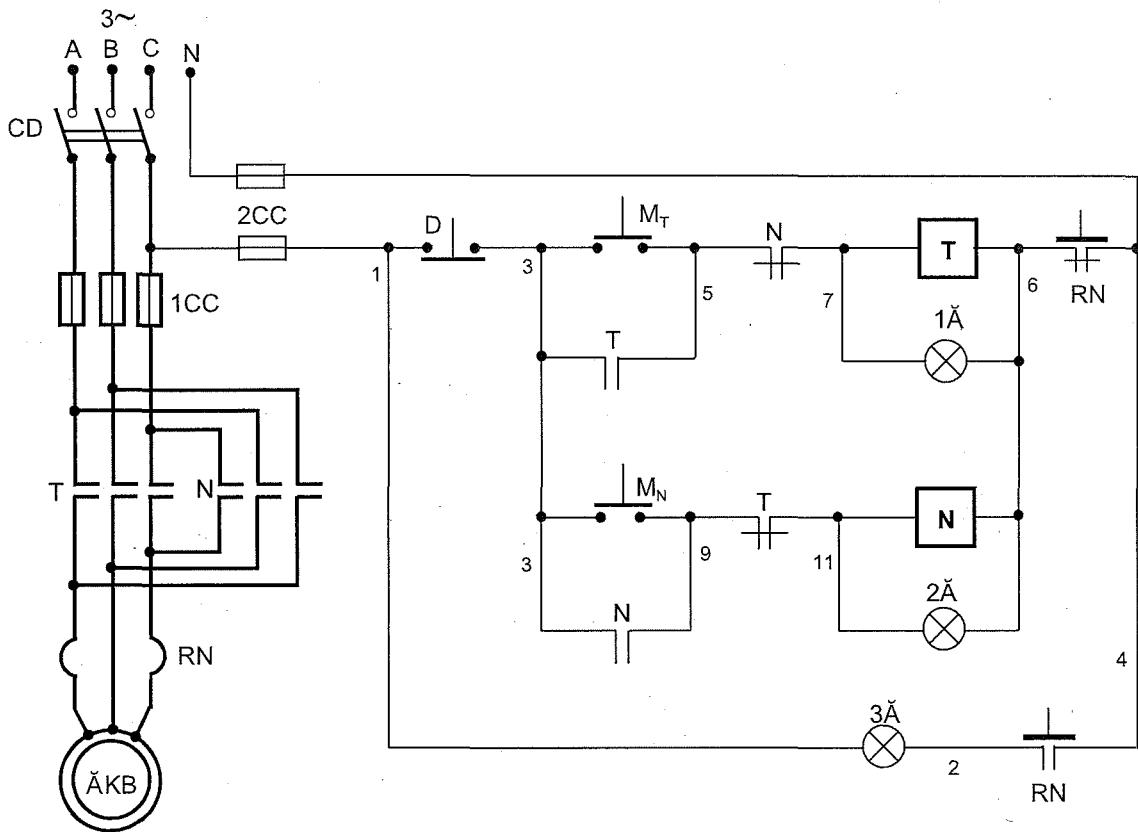 3~
A B C N
CD
2CC D M_T N T
1 3 5 7 6 RN
1CC
T 1Ă
T N M_N T N
3 9 11
N 2Ă
RN 4
3Ă
2
ĂKB RN